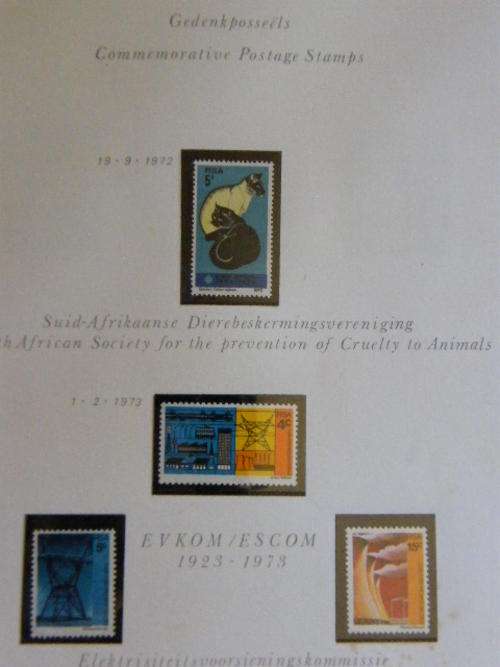 Gedenkposseëls
Commemorative Postage Stamps
19 - 9 - 1972
RSA
5c
Suid-Afrikaanse Dierebeskermingsvereniging
African Society for the prevention of Cruelty to Animals
1 - 2 - 1973
RSA
4c
5c
EVKOM/ESCOM
1923 - 1973
15c
Elektrisiteitsvoorsieningskommissie